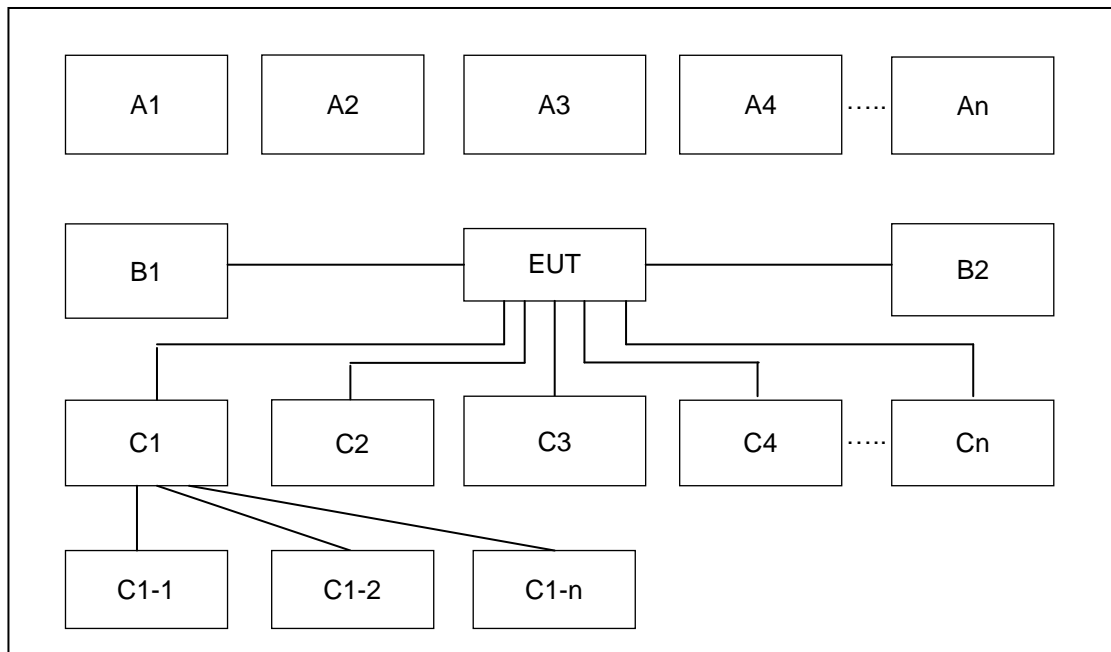 A1 A2 A3 A4 ..... An
B1 EUT B2
C1 C2 C3 C4 ..... Cn
C1-1 C1-2 C1-n